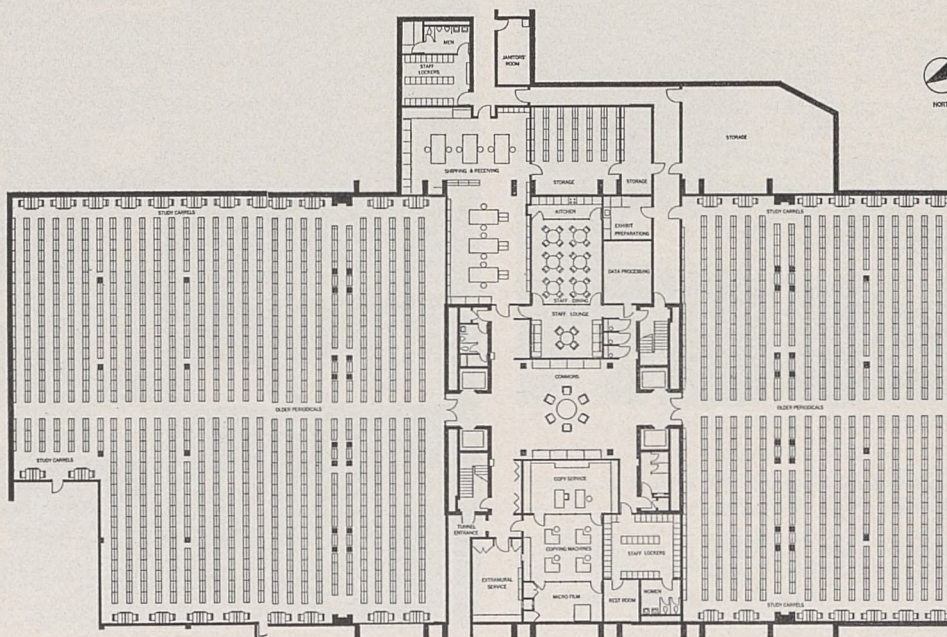 MEN
STAFF
LOCKERS
JANITORS'
ROOM
NORTH
STORAGE
SHIPPING & RECEIVING
STORAGE
STORAGE
STUDY CARRELS
KITCHEN
EXHIBIT
PREPARATIONS
STUDY CARRELS
DATA PROCESSING
STAFF DINING
STAFF LOUNGE
COMMONS
OLDER PERIODICALS
OLDER PERIODICALS
STUDY CARRELS
COPY SERVICE
TUNNEL
ENTRANCE
COPYING MACHINES
STAFF LOCKERS
EXTRAMURAL
SERVICE
MICRO FILM
REST ROOM
WOMEN
STUDY CARRELS